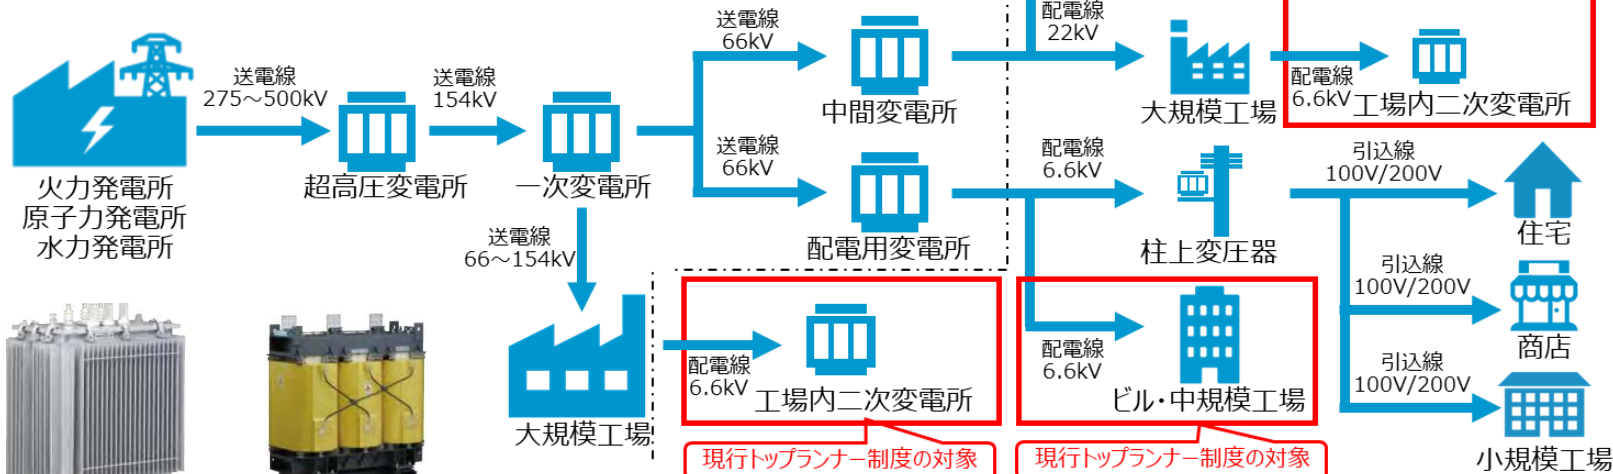 火力発電所
原子力発電所
水力発電所
送電線
275～500kV
超高圧変電所
送電線
154kV
一次変電所
送電線
66kV
中間変電所
送電線
66kV
配電用変電所
送電線
66～154kV
大規模工場
配電線
6.6kV
工場内二次変電所
現行トップランナー制度の対象
配電線
22kV
大規模工場
配電線
6.6kV
工場内二次変電所
配電線
6.6kV
柱上変圧器
配電線
6.6kV
ビル・中規模工場
現行トップランナー制度の対象
引込線
100V/200V
住宅
引込線
100V/200V
商店
引込線
100V/200V
小規模工場